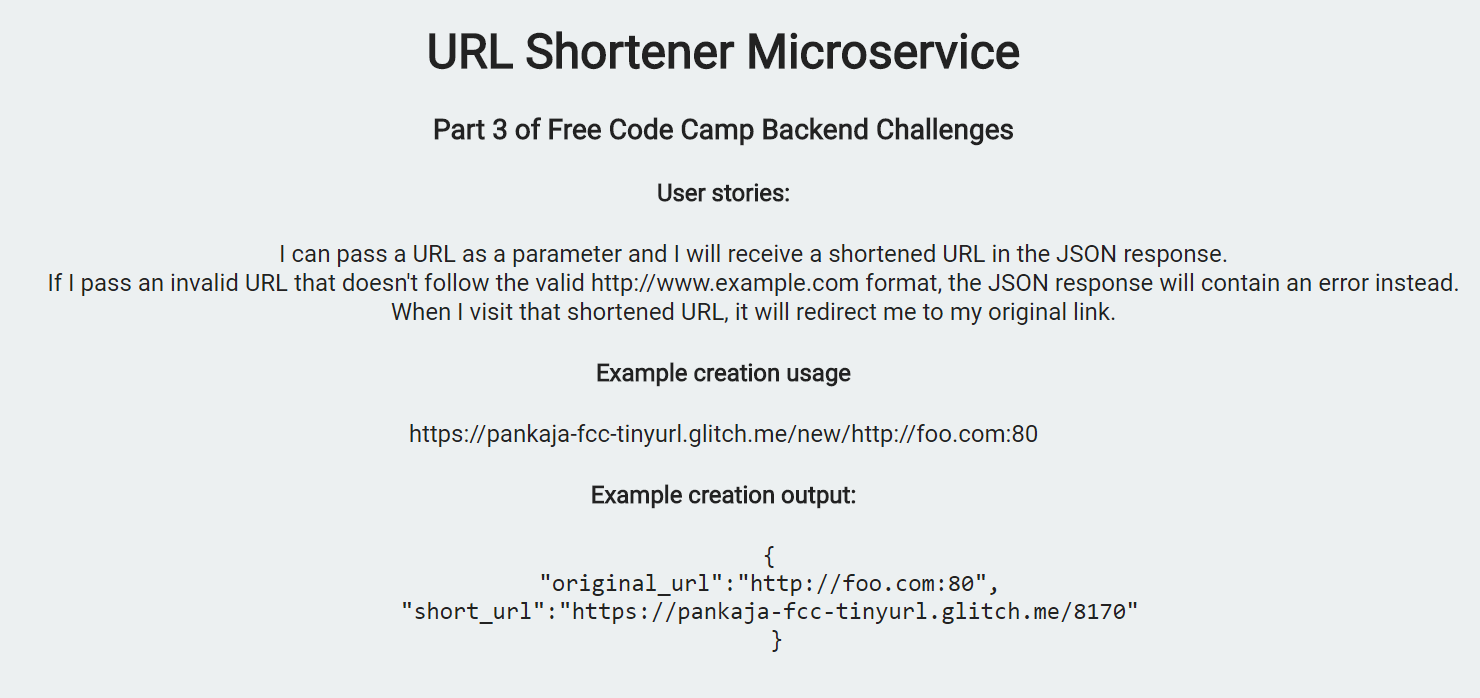 URL Shortener Microservice
Part 3 of Free Code Camp Backend Challenges
User stories:
I can pass a URL as a parameter and I will receive a shortened URL in the JSON response.
If I pass an invalid URL that doesn't follow the valid http://www.example.com format, the JSON response will contain an error instead.
When I visit that shortened URL, it will redirect me to my original link.
Example creation usage
https://pankaja-fcc-tinyurl.glitch.me/new/http://foo.com:80
Example creation output:
{
"original_url":"http://foo.com:80",
"short_url":"https://pankaja-fcc-tinyurl.glitch.me/8170"
}